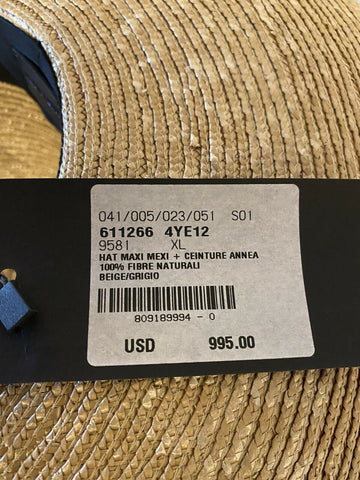 041/005/023/051 S01
611266 4YE12
9581 XL
HAT MAXI MEXI + CEINTURE ANNEA
100% FIBRE NATURALI
BEIGE/GRIGIO
809189994 - 0
USD 995.00